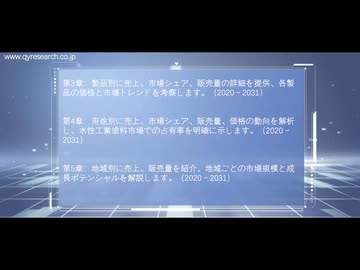 www.qyresearch.co.jp
第3章　製品別に売上、市場シェア、販売量の詳細を提供、各製
品の価格と市場トレンドを考察します。（2020－2031）
第4章　用途別に売上、市場シェア、販売量、価格の動向を解析
し、水性工業塗料市場での占有率を明確に示します。（2020－
2031）
第5章　地域別に売上、販売量を紹介、地域ごとの市場規模と成
長ポテンシャルを解説します。（2020－2031）